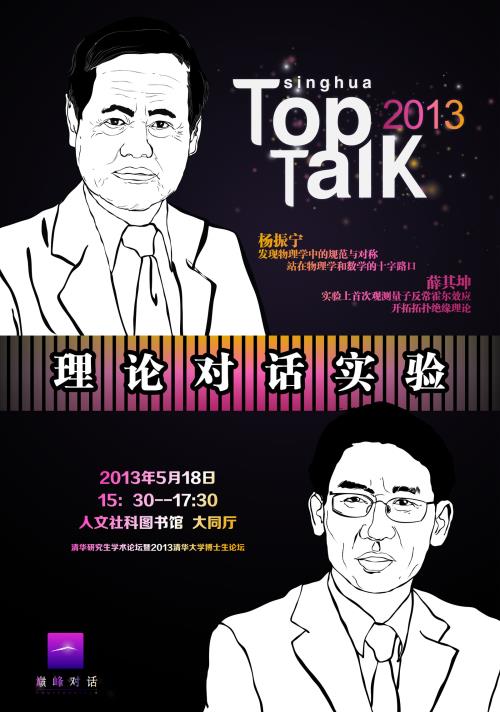 Tsinghua
Top 2013
Talk
杨振宁
发现物理学中的规范与对称
站在物理学和数学的十字路口
薛其坤
实验上首次观测量子反常霍尔效应
开拓拓扑绝缘理论
理论对话实验
2013年5月18日
15：30--17:30
人文社科图书馆 大同厅
清华研究生学术论坛暨2013清华大学博士生论坛
巅峰对话